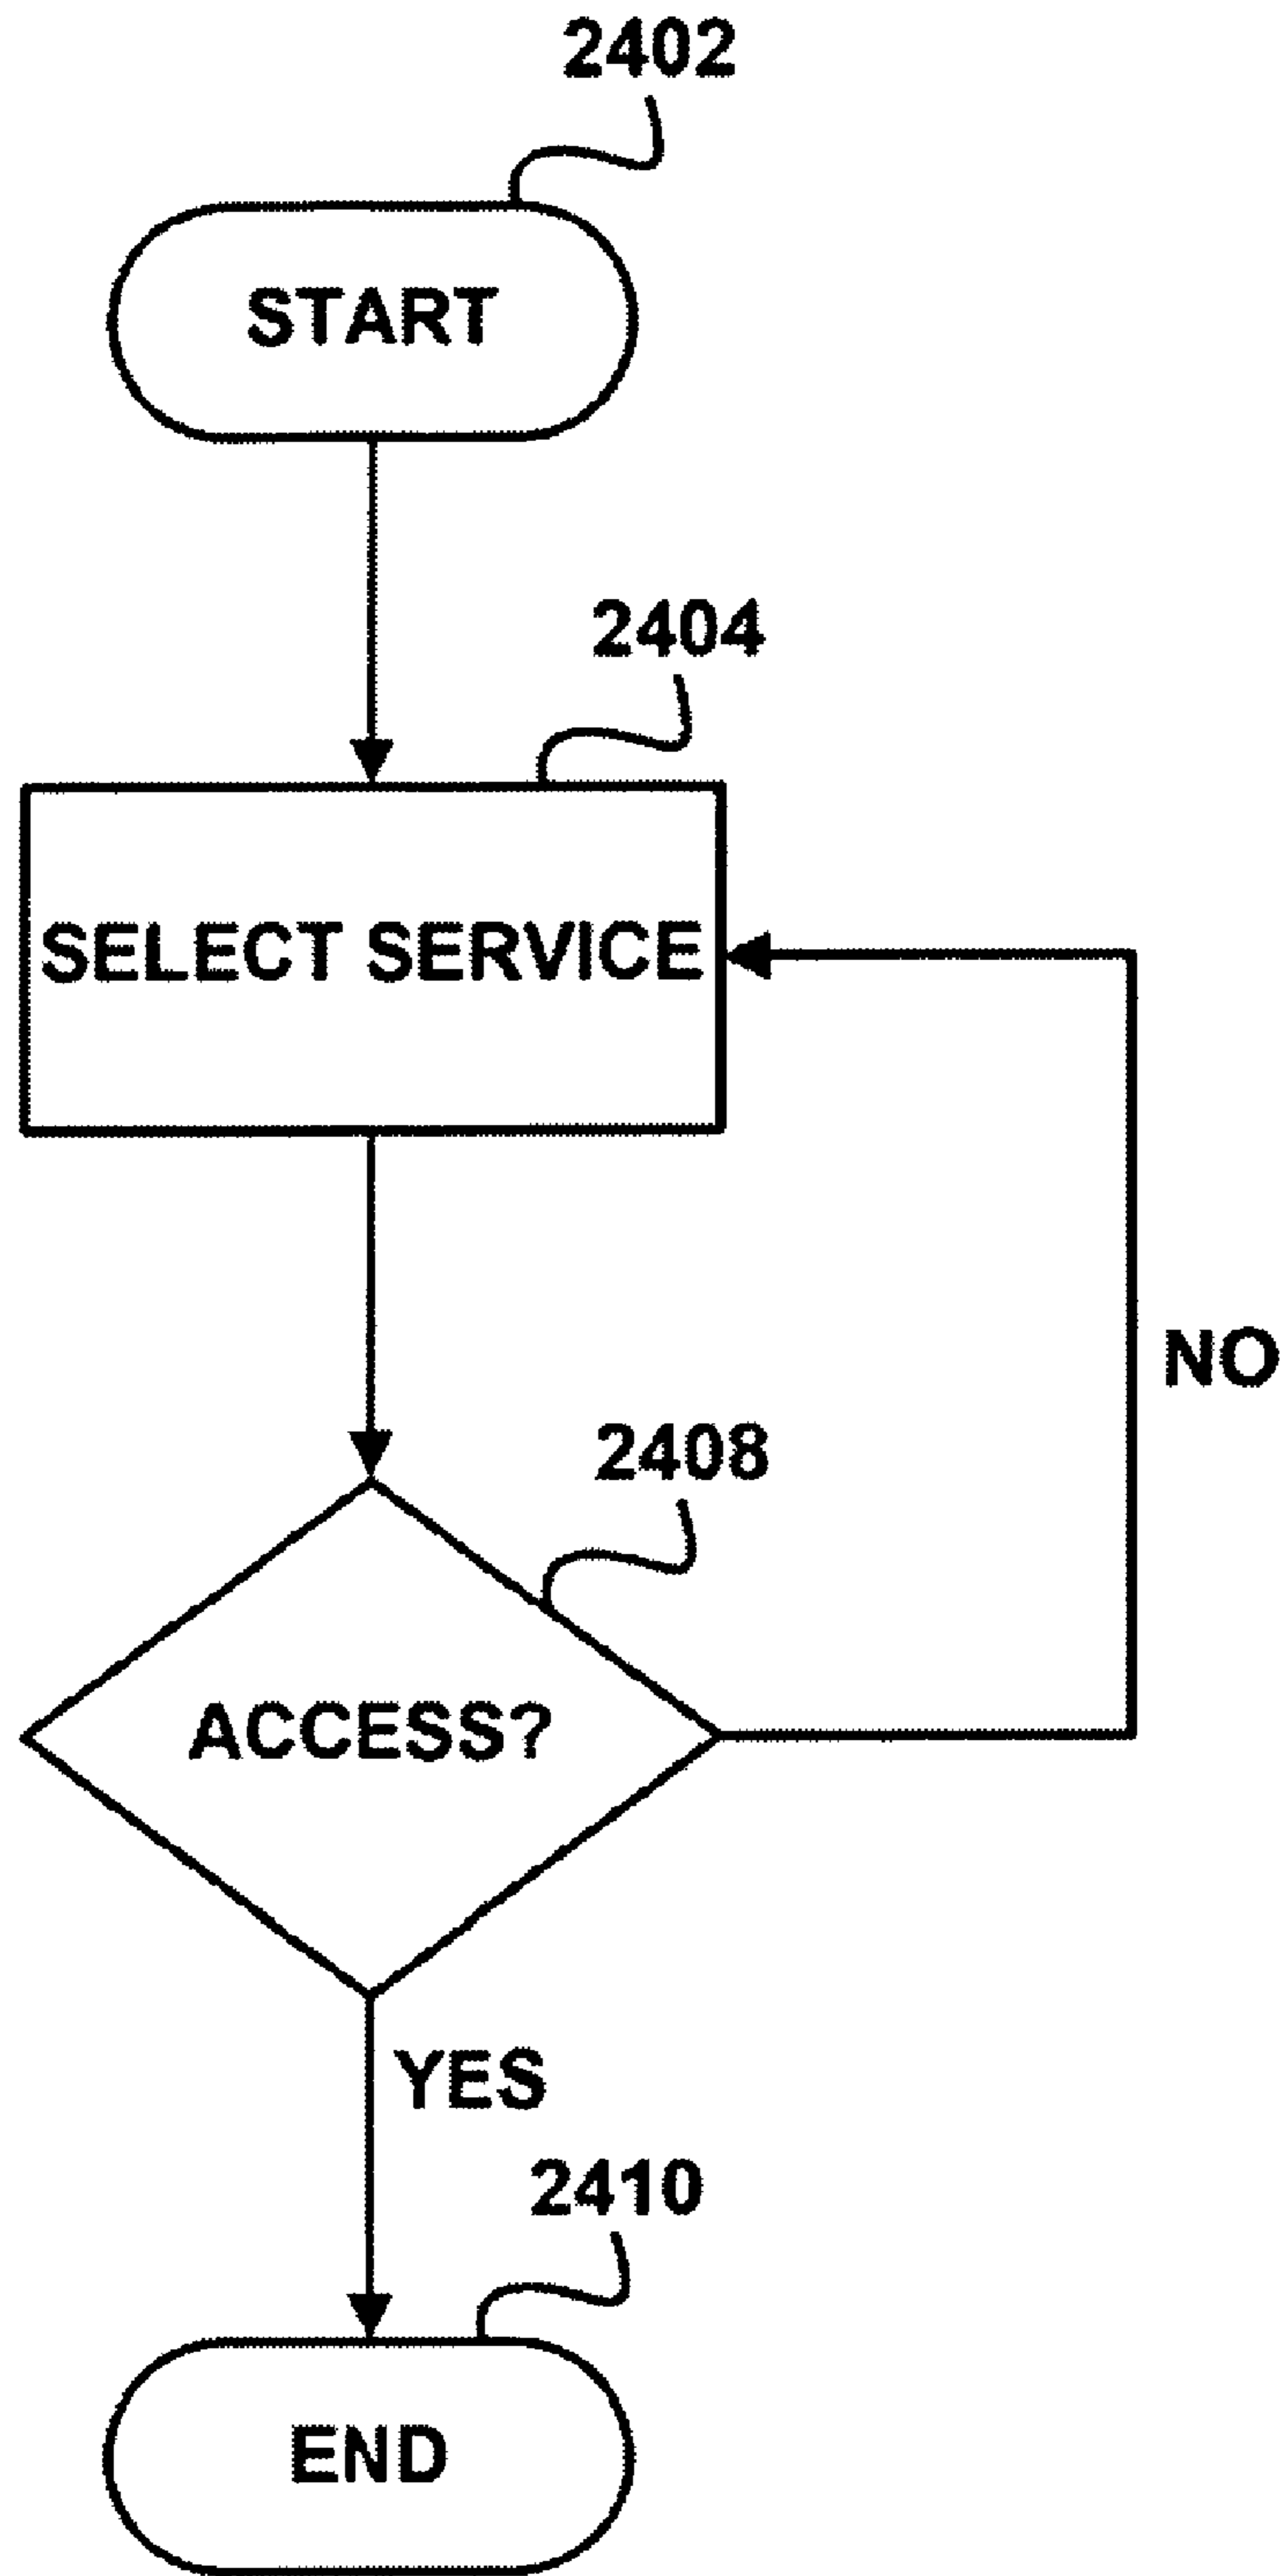 2402
START
2404
SELECT SERVICE
NO
2408
ACCESS?
YES
2410
END